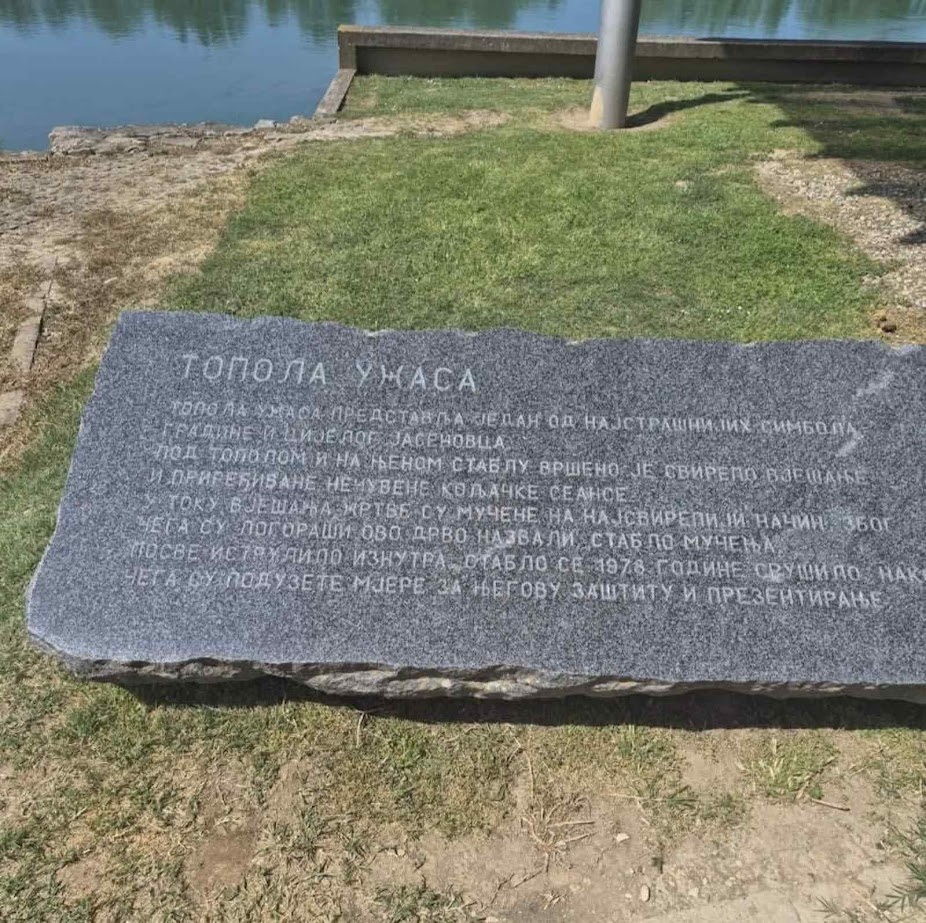 ТОПОЛА УЖАСА
ТОПОЛА УЖАСА ПРЕДСТАВЉА ЈЕДАН ОД НАЈСТРАШНИЈИХ СИМБОЛА
ГРАДИНЕ И ЦИЈЕЛОГ ЈАСЕНОВЦА.
ПОД ТОПОЛОМ И НА ЊЕНОМ СТАБЛУ ВРШЕНО ЈЕ СВИРЕПО ВЈЕШАЊЕ
И ПРИРЕЂИВАНЕ НЕЧУВЕНЕ КОЉАЧКЕ СЕАНСЕ.
У ТОКУ ВЈЕШАЊА ЖРТВЕ СУ МУЧЕНЕ НА НАЈСВИРЕПИЈИ НАЧИН, ЗБОГ
ЧЕГА СУ ЛОГОРАШИ ОВО ДРВО НАЗВАЛИ, СТАБЛО МУЧЕЊА.
ПОСВЕ ИСТРУЛИЛО ИЗНУТРА, СТАБЛО СЕ 1978. ГОДИНЕ СРУШИЛО, НАК
ЧЕГА СУ ПОДУЗЕТЕ МЈЕРЕ ЗА ЊЕГОВУ ЗАШТИТУ И ПРЕЗЕНТИРАЊЕ.